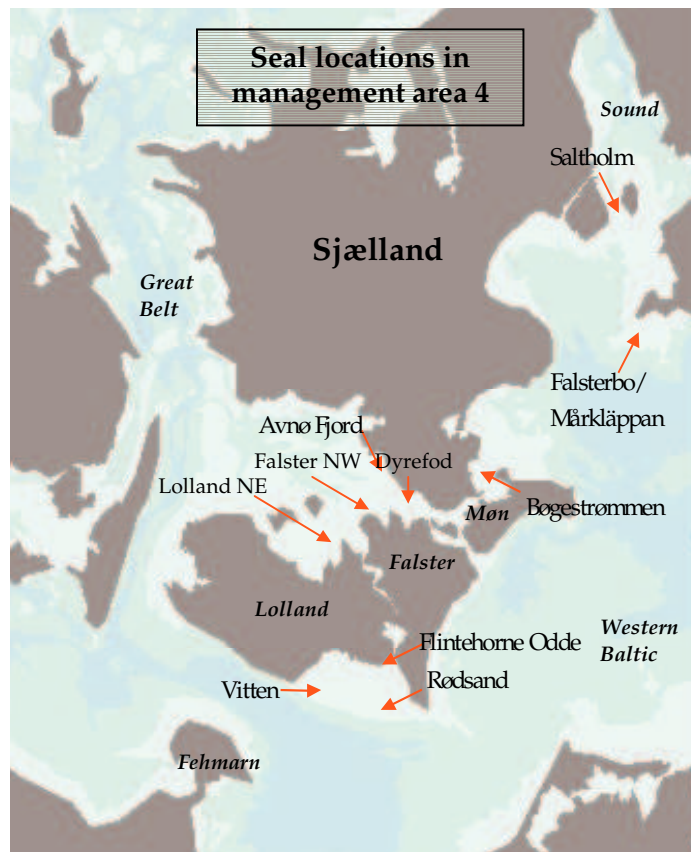 Seal locations in
management area 4
Sound
Saltholm
Sjælland
Great
Belt
Falsterbo/
Mårkläppan
Avnø Fjord
Falster NW
Dyrefod
Lolland NE
Bøgestrømmen
Møn
Falster
Lolland
Western
Baltic
Flintehorne Odde
Rødsand
Vitten
Fehmarn